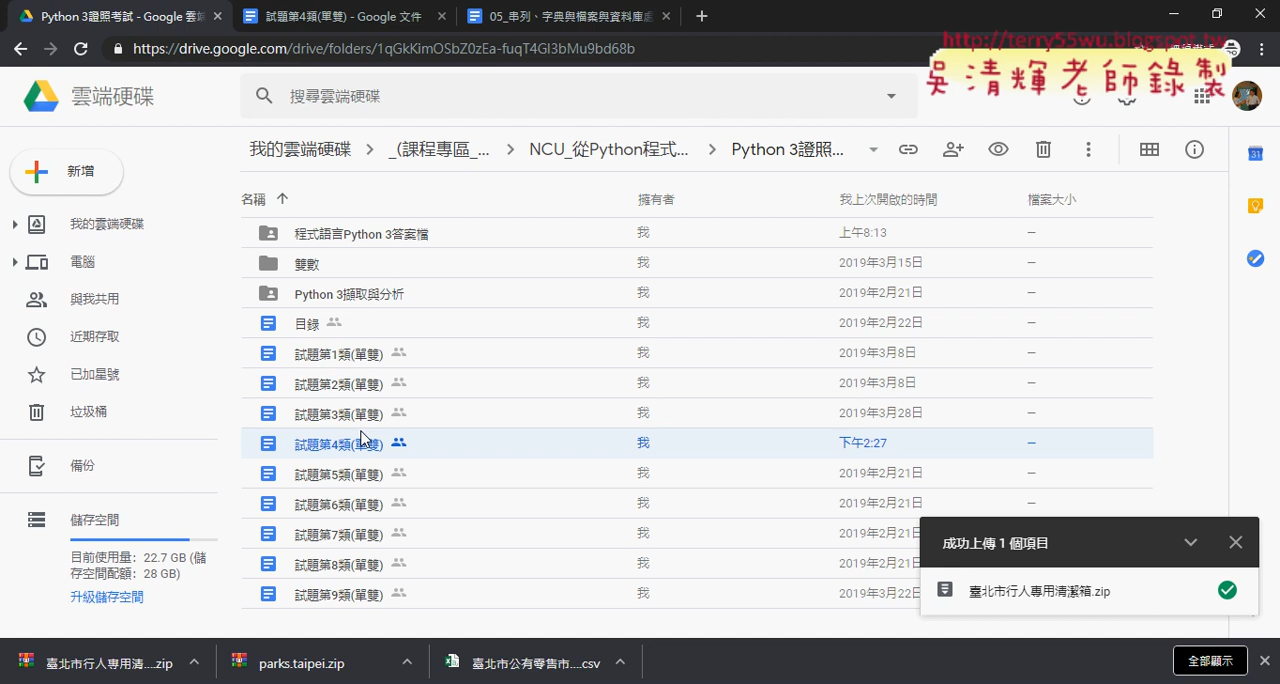 Python 3證照考試 - Google 雲端
試題第4類(單雙) - Google 文件
05_串列、字典與檔案與資料庫處
https://drive.google.com/drive/folders/1qGkKimOSbZ0zEa-fuqT4GI3bMu9bd68b
http://terry55wu.blogspot.tw
吳清輝老師錄製
雲端硬碟
搜尋雲端硬碟
新增
我的雲端硬碟
電腦
與我共用
近期存取
已加星號
垃圾桶
備份
儲存空間
目前使用量：22.7 GB (儲
存空間配額：28 GB)
升級儲存空間
我的雲端硬碟 > _(課程專區_... > NCU_從Python程式... > Python 3證照...
31
名稱 擁有者 我上次開啟的時間 檔案大小
程式語言Python 3答案檔 我 上午8:13 —
雙數 我 2019年3月15日 —
Python 3擷取與分析 我 2019年2月21日 —
目錄 我 2019年2月22日 —
試題第1類(單雙) 我 2019年3月8日 —
試題第2類(單雙) 我 2019年3月8日 —
試題第3類(單雙) 我 2019年3月28日 —
試題第4類(單雙) 我 下午2:27 —
試題第5類(單雙) 我 2019年2月21日 —
試題第6類(單雙) 我 2019年2月21日 —
試題第7類(單雙) 我 2019年2月21日
試題第8類(單雙) 我 2019年2月21日
試題第9類(單雙) 我 2019年3月22日
成功上傳 1 個項目
臺北市行人專用清潔箱.zip
臺北市行人專用清....zip
parks.taipei.zip
臺北市公有零售市....csv
全部顯示